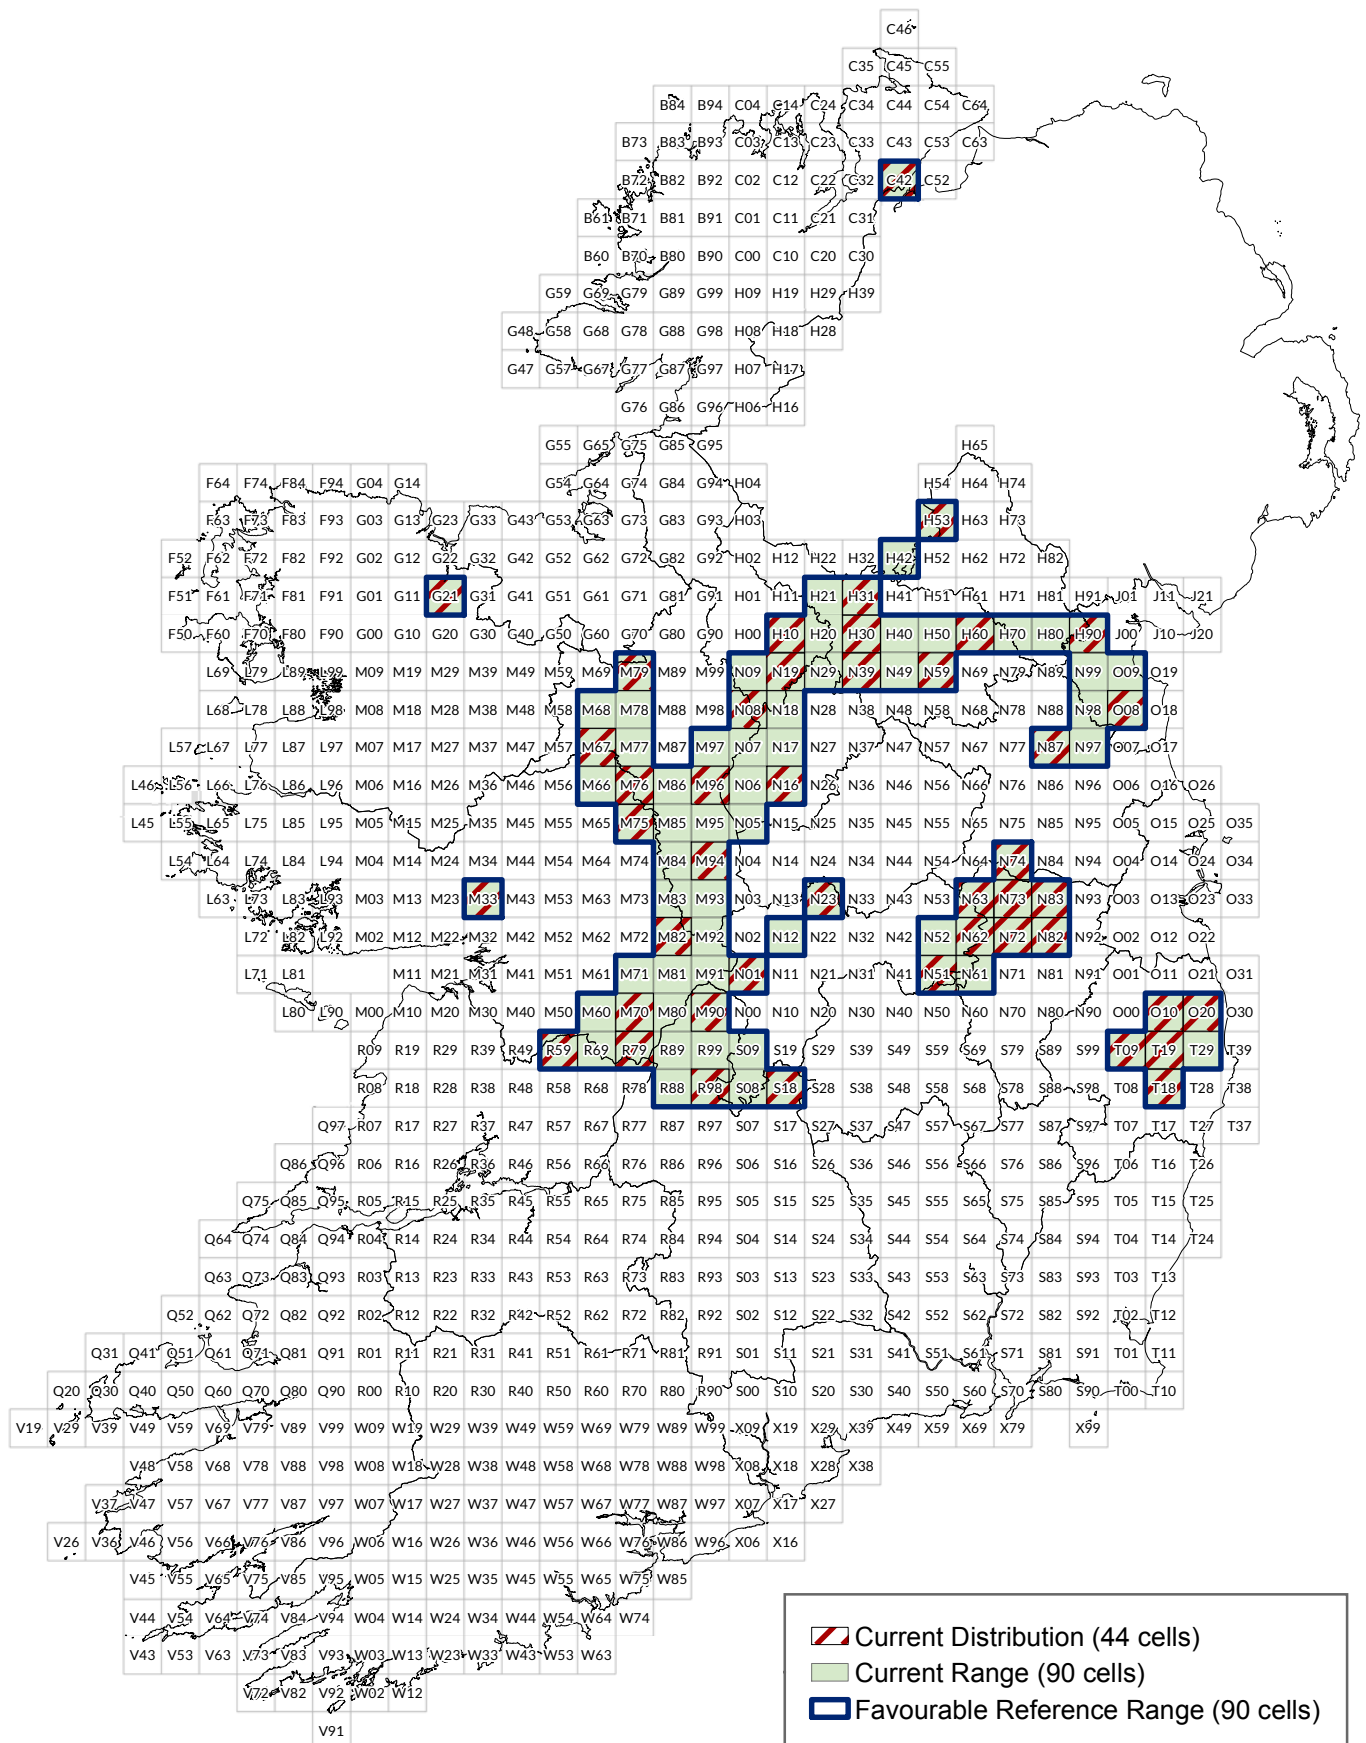 C46
C35 C45 C55
B84 B94 C04 C14 C24 C34 C44 C54 C64
B73 B83 B93 C03 C13 C23 C33 C43 C53 C63
B72 B82 B92 C02 C12 C22 C32 C42 C52
B61 B71 B81 B91 C01 C11 C21 C31
B60 B70 B80 B90 C00 C10 C20 C30
G59 G69 G79 G89 G99 H09 H19 H29 H39
G48 G58 G68 G78 G88 G98 H08 H18 H28
G47 G57 G67 G77 G87 G97 H07 H17
G76 G86 G96 H06 H16
G55 G65 G75 G85 G95 H65
F64 F74 F84 F94 G04 G14 G54 G64 G74 G84 G94 H04 H54 H64 H74
F63 F73 F83 F93 G03 G13 G23 G33 G43 G53 G63 G73 G83 G93 H03 H53 H63 H73
F52 F62 F72 F82 F92 G02 G12 G22 G32 G42 G52 G62 G72 G82 G92 H02 H12 H22 H32 H42 H52 H62 H72 H82
F51 F61 F71 F81 F91 G01 G11 G21 G31 G41 G51 G61 G71 G81 G91 H01 H11 H21 H31 H41 H51 H61 H71 H81 H91 J01 J11 J21
F50 F60 F70 F80 F90 G00 G10 G20 G30 G40 G50 G60 G70 G80 G90 H00 H10 H20 H30 H40 H50 H60 H70 H80 H90 J00 J10 J20
L69 L79 L89 L99 M09 M19 M29 M39 M49 M59 M69 M79 M89 M99 N09 N19 N29 N39 N49 N59 N69 N79 N89 N99 O09 O19
L68 L78 L88 L98 M08 M18 M28 M38 M48 M58 M68 M78 M88 M98 N08 N18 N28 N38 N48 N58 N68 N78 N88 N98 O08 O18
L57 L67 L77 L87 L97 M07 M17 M27 M37 M47 M57 M67 M77 M87 M97 N07 N17 N27 N37 N47 N57 N67 N77 N87 N97 O07 O17
L46 L56 L66 L76 L86 L96 M06 M16 M26 M36 M46 M56 M66 M76 M86 M96 N06 N16 N26 N36 N46 N56 N66 N76 N86 N96 O06 O16 O26
L45 L55 L65 L75 L85 L95 M05 M15 M25 M35 M45 M55 M65 M75 M85 M95 N05 N15 N25 N35 N45 N55 N65 N75 N85 N95 O05 O15 O25 O35
L54 L64 L74 L84 L94 M04 M14 M24 M34 M44 M54 M64 M74 M84 M94 N04 N14 N24 N34 N44 N54 N64 N74 N84 N94 O04 O14 O24 O34
L63 L73 L83 L93 M03 M13 M23 M33 M43 M53 M63 M73 M83 M93 N03 N13 N23 N33 N43 N53 N63 N73 N83 N93 O03 O13 O23 O33
L72 L82 L92 M02 M12 M22 M32 M42 M52 M62 M72 M82 M92 N02 N12 N22 N32 N42 N52 N62 N72 N82 N92 O02 O12 O22
L71 L81 M11 M21 M31 M41 M51 M61 M71 M81 M91 N01 N11 N21 N31 N41 N51 N61 N71 N81 N91 O01 O11 O21 O31
L80 L90 M00 M10 M20 M30 M40 M50 M60 M70 M80 M90 N00 N10 N20 N30 N40 N50 N60 N70 N80 N90 O00 O10 O20 O30
R09 R19 R29 R39 R49 R59 R69 R79 R89 R99 S09 S19 S29 S39 S49 S59 S69 S79 S89 S99 T09 T19 T29 T39
R08 R18 R28 R38 R48 R58 R68 R78 R88 R98 S08 S18 S28 S38 S48 S58 S68 S78 S88 S98 T08 T18 T28 T38
Q97 R07 R17 R27 R37 R47 R57 R67 R77 R87 R97 S07 S17 S27 S37 S47 S57 S67 S77 S87 S97 T07 T17 T27 T37
Q86 Q96 R06 R16 R26 R36 R46 R56 R66 R76 R86 R96 S06 S16 S26 S36 S46 S56 S66 S76 S86 S96 T06 T16 T26
Q75 Q85 Q95 R05 R15 R25 R35 R45 R55 R65 R75 R85 R95 S05 S15 S25 S35 S45 S55 S65 S75 S85 S95 T05 T15 T25
Q64 Q74 Q84 Q94 R04 R14 R24 R34 R44 R54 R64 R74 R84 R94 S04 S14 S24 S34 S44 S54 S64 S74 S84 S94 T04 T14 T24
Q63 Q73 Q83 Q93 R03 R13 R23 R33 R43 R53 R63 R73 R83 R93 S03 S13 S23 S33 S43 S53 S63 S73 S83 S93 T03 T13
Q52 Q62 Q72 Q82 Q92 R02 R12 R22 R32 R42 R52 R62 R72 R82 R92 S02 S12 S22 S32 S42 S52 S62 S72 S82 S92 T02 T12
Q31 Q41 Q51 Q61 Q71 Q81 Q91 R01 R11 R21 R31 R41 R51 R61 R71 R81 R91 S01 S11 S21 S31 S41 S51 S61 S71 S81 S91 T01 T11
Q20 Q30 Q40 Q50 Q60 Q70 Q80 Q90 R00 R10 R20 R30 R40 R50 R60 R70 R80 R90 S00 S10 S20 S30 S40 S50 S60 S70 S80 S90 T00 T10
V19 V29 V39 V49 V59 V69 V79 V89 V99 W09 W19 W29 W39 W49 W59 W69 W79 W89 W99 X09 X19 X29 X39 X49 X59 X69 X79 X99
V48 V58 V68 V78 V88 V98 W08 W18 W28 W38 W48 W58 W68 W78 W88 W98 X08 X18 X28 X38
V37 V47 V57 V67 V77 V87 V97 W07 W17 W27 W37 W47 W57 W67 W77 W87 W97 X07 X17 X27
V26 V36 V46 V56 V66 V76 V86 V96 W06 W16 W26 W36 W46 W56 W66 W76 W86 W96 X06 X16
V45 V55 V65 V75 V85 V95 W05 W15 W25 W35 W45 W55 W65 W75 W85
V44 V54 V64 V74 V84 V94 W04 W14 W24 W34 W44 W54 W64 W74
V43 V53 V63 V73 V83 V93 W03 W13 W23 W33 W43 W53 W63
V72 V82 V92 W02 W12
V91
Current Distribution (44 cells)
Current Range (90 cells)
Favourable Reference Range (90 cells)